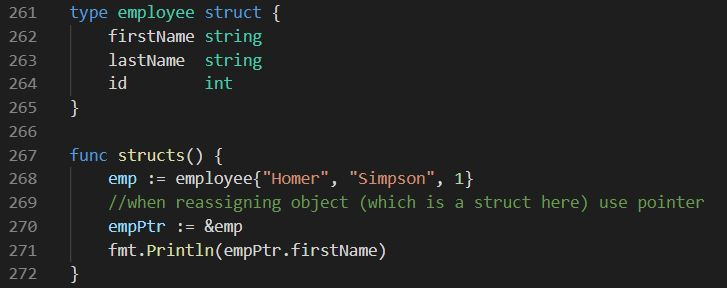 261 type employee struct {
262     firstName string
263     lastName  string
264     id        int
265 }
266
267 func structs() {
268     emp := employee{"Homer", "Simpson", 1}
269     //when reassigning object (which is a struct here) use pointer
270     empPtr := &emp
271     fmt.Println(empPtr.firstName)
272 }